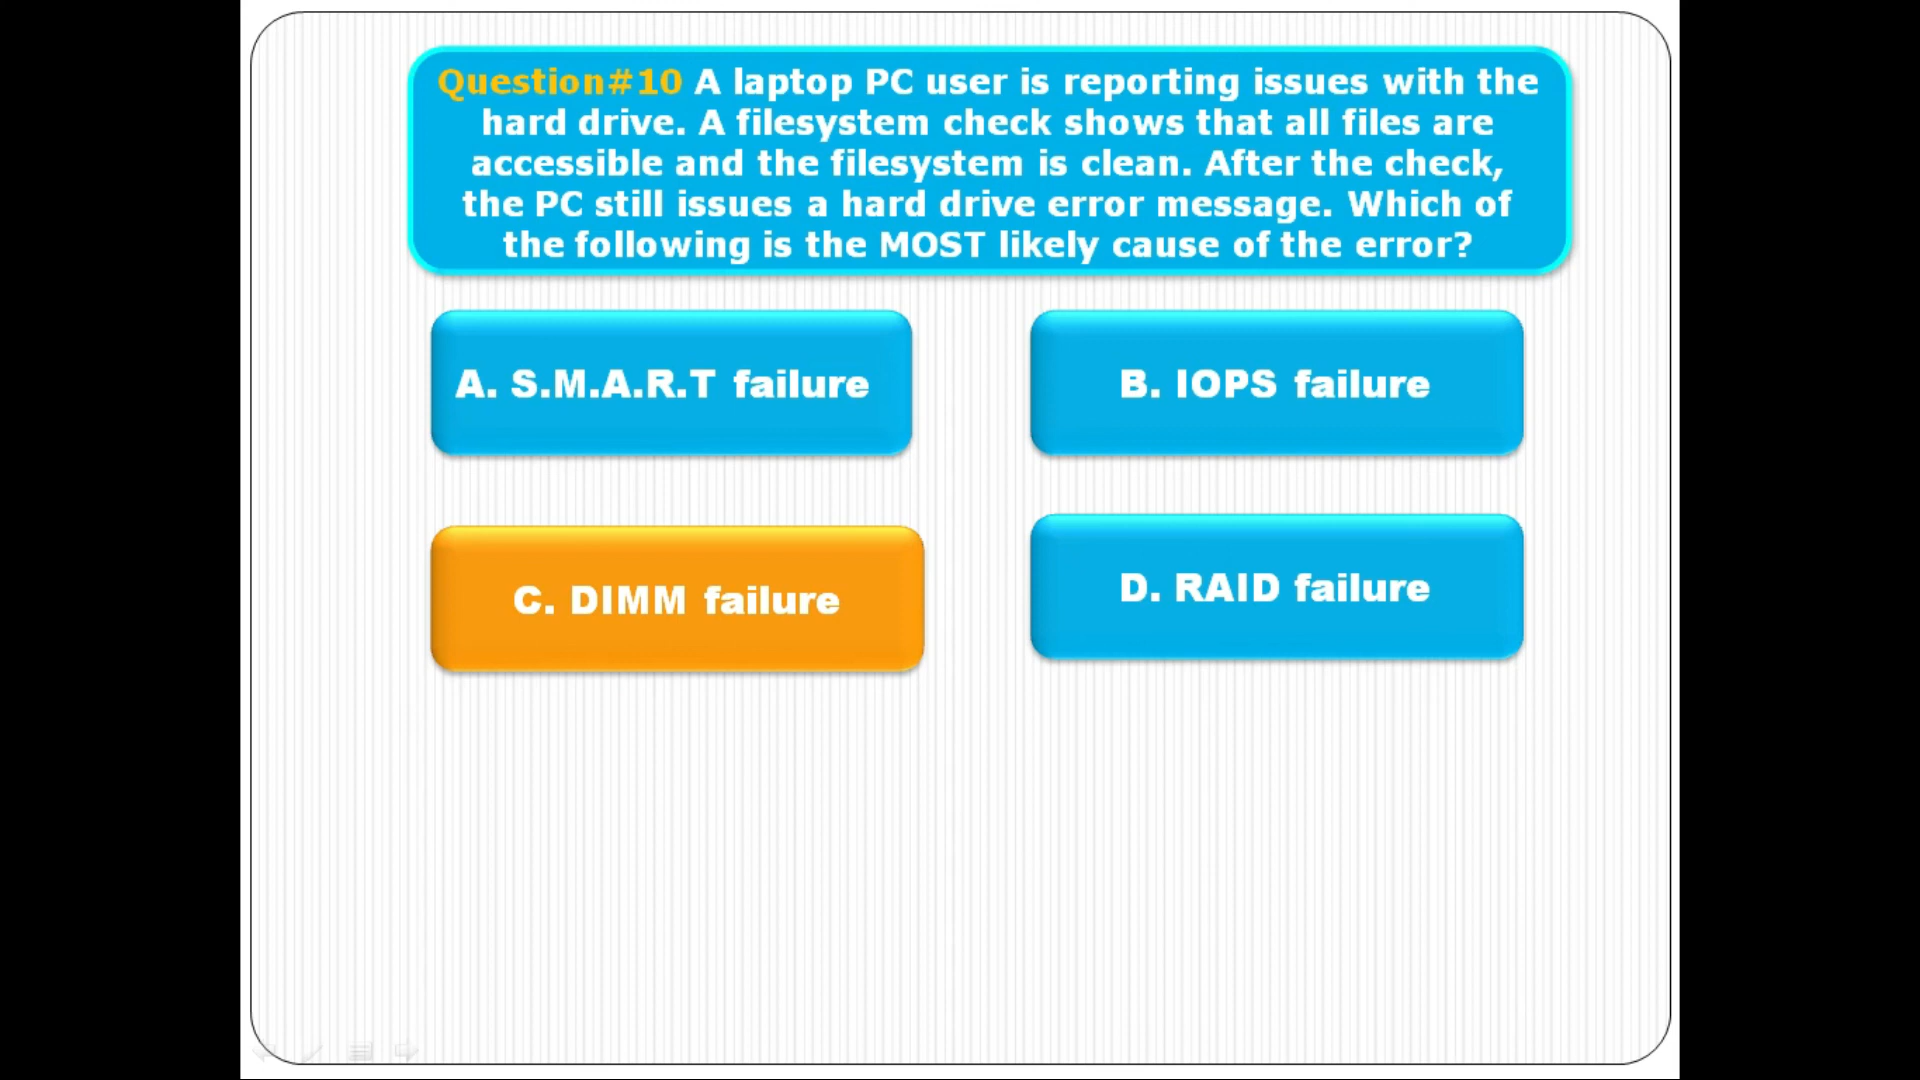 Question#10 A laptop PC user is reporting issues with the
hard drive. A filesystem check shows that all files are
accessible and the filesystem is clean. After the check,
the PC still issues a hard drive error message. Which of
the following is the MOST likely cause of the error?
A. S.M.A.R.T failure
B. IOPS failure
C. DIMM failure
D. RAID failure